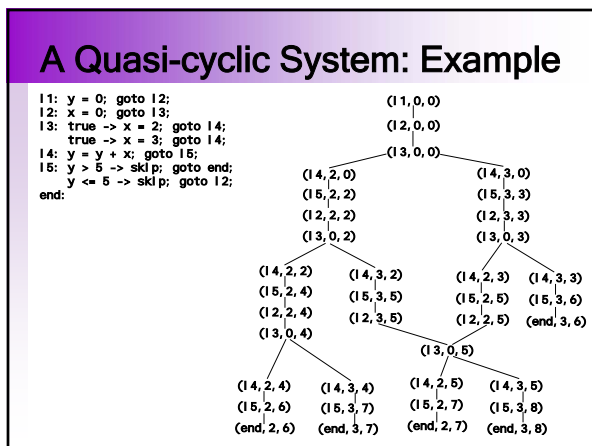 A Quasi-cyclic System: Example
l1: y = 0; goto l2;
l2: x = 0; goto l3;
l3: true -> x = 2; goto l4;
true -> x = 3; goto l4;
l4: y = y + x; goto l5;
l5: y > 5 -> skip; goto end;
y <= 5 -> skip; goto l2;
end:
(l1,0,0)
(l2,0,0)
(l3,0,0)
(l4,2,0) (l4,3,0)
(l5,2,2) (l5,3,3)
(l2,2,2) (l2,3,3)
(l3,0,2) (l3,0,3)
(l4,2,2) (l4,3,2) (l4,2,3) (l4,3,3)
(l5,2,4) (l5,3,5) (l5,2,5) (l5,3,6)
(l2,2,4) (l2,3,5) (l2,2,5) (end,3,6)
(l3,0,4)
(l3,0,5)
(l4,2,4) (l4,3,4) (l4,2,5) (l4,3,5)
(l5,2,6) (l5,3,7) (l5,2,7) (l5,3,8)
(end,2,6) (end,3,7) (end,2,7) (end,3,8)